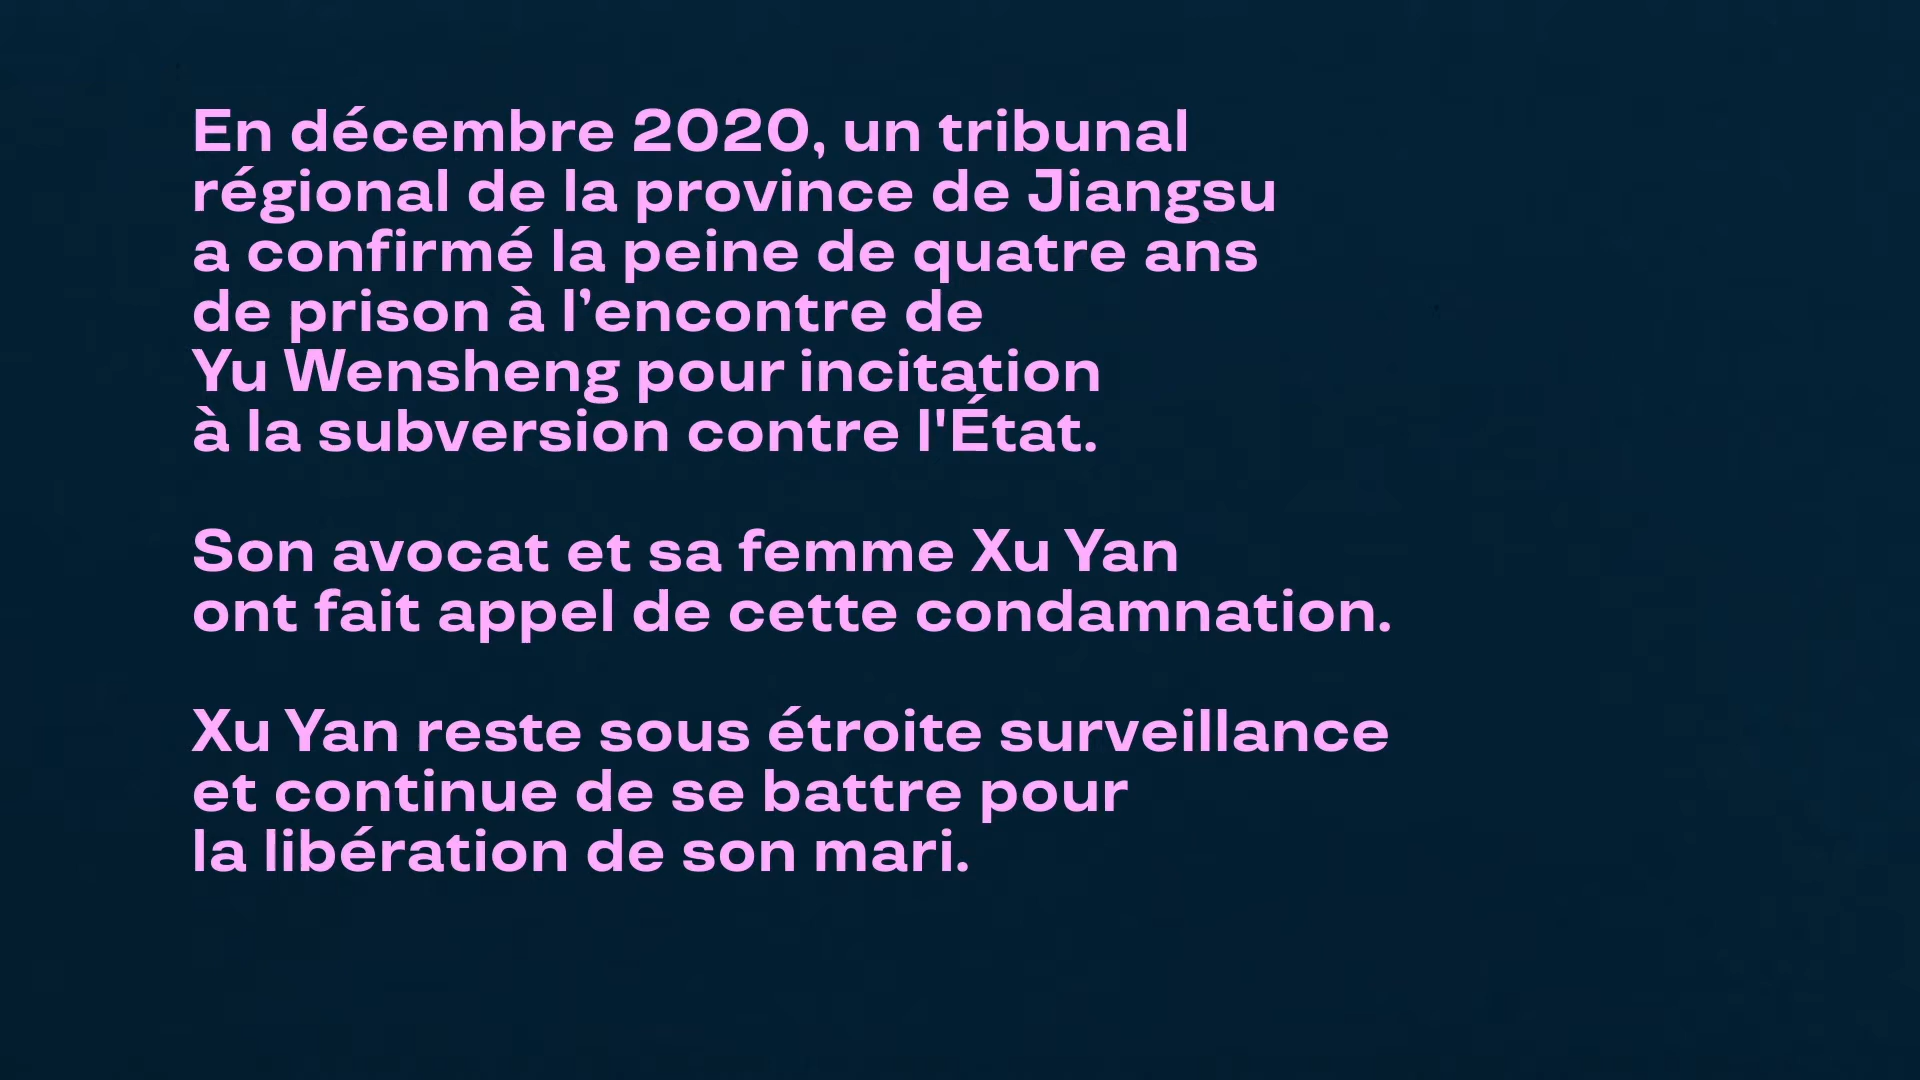 En décembre 2020, un tribunal
régional de la province de Jiangsu
a confirmé la peine de quatre ans
de prison à l’encontre de
Yu Wensheng pour incitation
à la subversion contre l'État.
Son avocat et sa femme Xu Yan
ont fait appel de cette condamnation.
Xu Yan reste sous étroite surveillance
et continue de se battre pour
la libération de son mari.